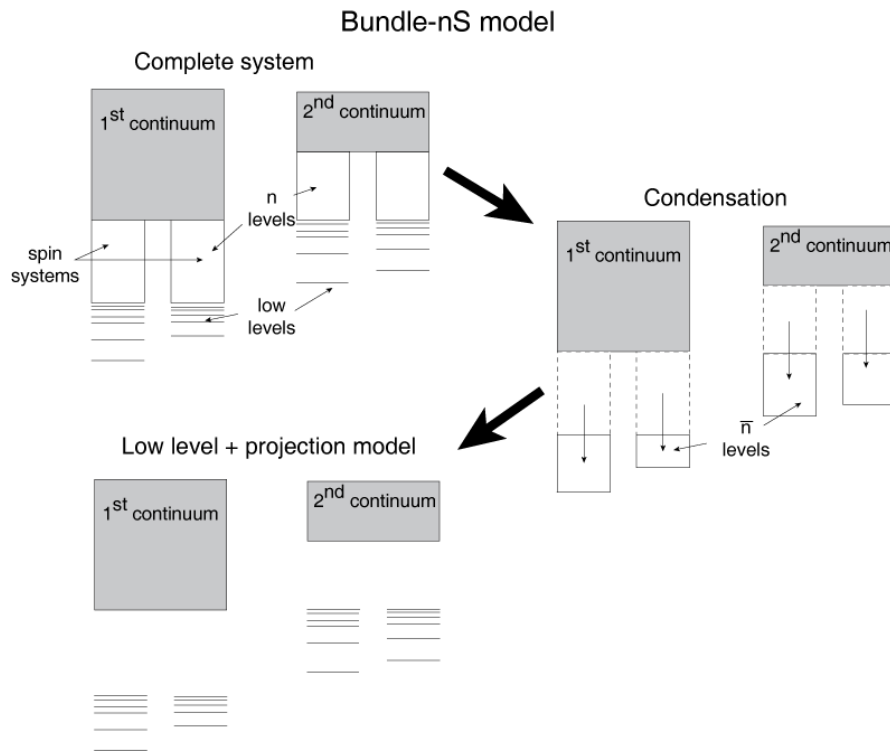 Bundle-nS model
Complete system
1st continuum
2nd continuum
n
levels
spin
systems
low
levels
Condensation
1st continuum
2nd continuum
n̅
levels
Low level + projection model
1st continuum
2nd continuum